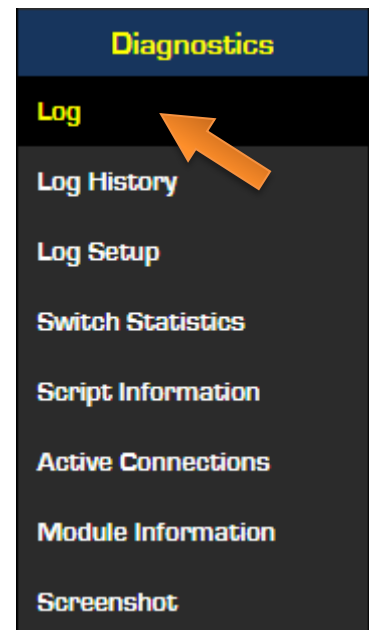 Diagnostics
Log
Log History
Log Setup
Switch Statistics
Script Information
Active Connections
Module Information
Screenshot